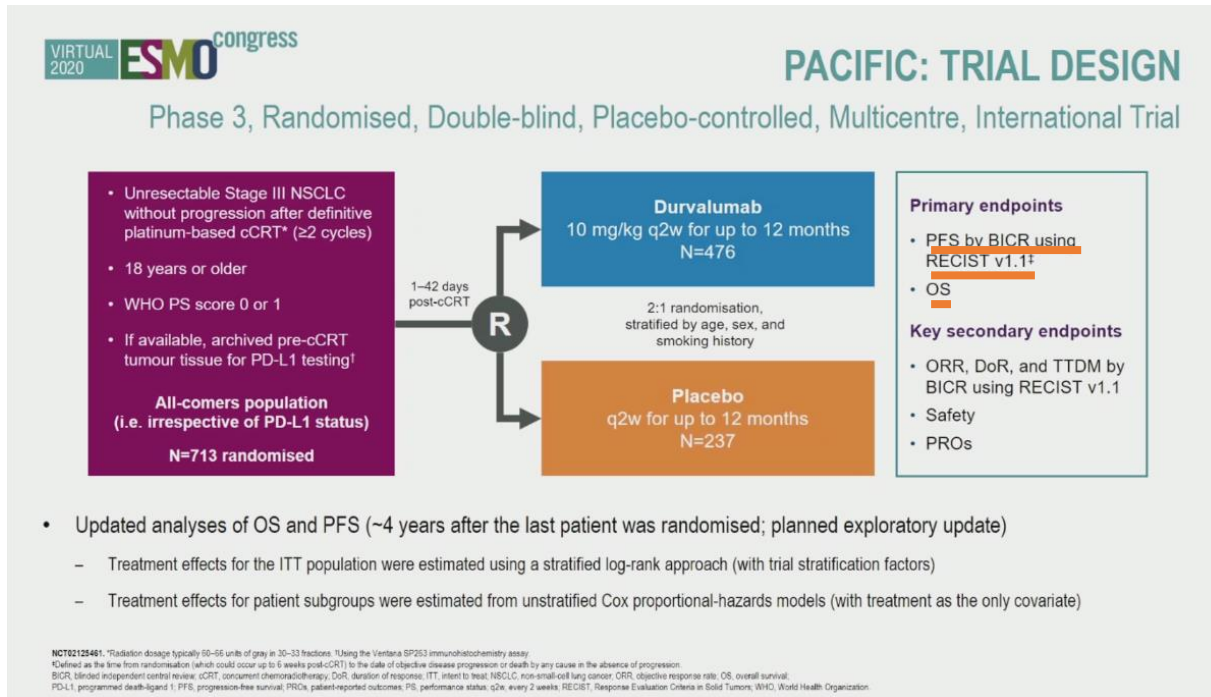 VIRTUAL
2020
ESMO congress
PACIFIC: TRIAL DESIGN
Phase 3, Randomised, Double-blind, Placebo-controlled, Multicentre, International Trial
• Unresectable Stage III NSCLC
without progression after definitive
platinum-based cCRT* (≥2 cycles)
• 18 years or older
• WHO PS score 0 or 1
• If available, archived pre-cCRT
tumour tissue for PD-L1 testing†
All-comers population
(i.e. irrespective of PD-L1 status)
N=713 randomised
1–42 days
post-cCRT
R
Durvalumab
10 mg/kg q2w for up to 12 months
N=476
2:1 randomisation,
stratified by age, sex, and
smoking history
Placebo
q2w for up to 12 months
N=237
Primary endpoints
• PFS by BICR using
RECIST v1.1‡
• OS
Key secondary endpoints
• ORR, DoR, and TTDM by
BICR using RECIST v1.1
• Safety
• PROs
• Updated analyses of OS and PFS (~4 years after the last patient was randomised; planned exploratory update)
– Treatment effects for the ITT population were estimated using a stratified log-rank approach (with trial stratification factors)
– Treatment effects for patient subgroups were estimated from unstratified Cox proportional-hazards models (with treatment as the only covariate)
NCT02125461. *Radiation dosage typically 60–66 units of gray in 30–33 fractions. †Using the Ventana SP263 immunohistochemistry assay.
‡Defined as the time from randomisation (which could occur up to 6 weeks post-cCRT) to the date of objective disease progression or death by any cause in the absence of progression.
BICR, blinded independent central review; cCRT, concurrent chemoradiotherapy; DoR, duration of response; ITT, intent to treat; NSCLC, non-small-cell lung cancer; ORR, objective response rate; OS, overall survival;
PD-L1, programmed death-ligand 1; PFS, progression-free survival; PROs, patient-reported outcomes; PS, performance status; q2w, every 2 weeks; RECIST, Response Evaluation Criteria in Solid Tumors; WHO, World Health Organization.